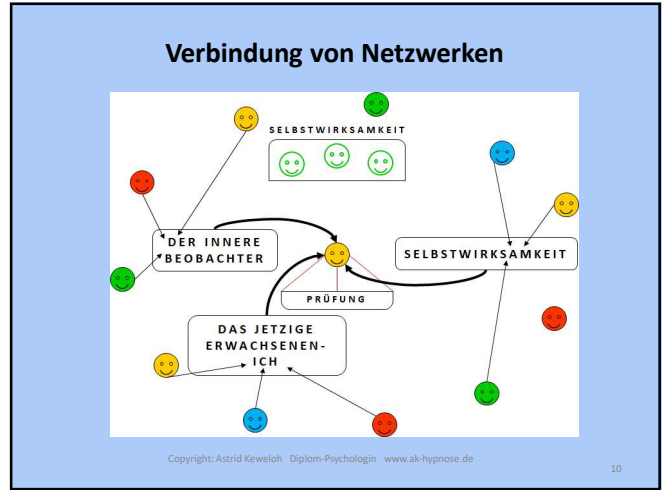 Verbindung von Netzwerken
SELBSTWIRKSAMKEIT
DER INNERE
BEOBACHTER
SELBSTWIRKSAMKEIT
PRÜFUNG
DAS JETZIGE
ERWACHSENEN-
ICH
Copyright: Astrid Keweloh Diplom-Psychologin www.ak-hypnose.de
10